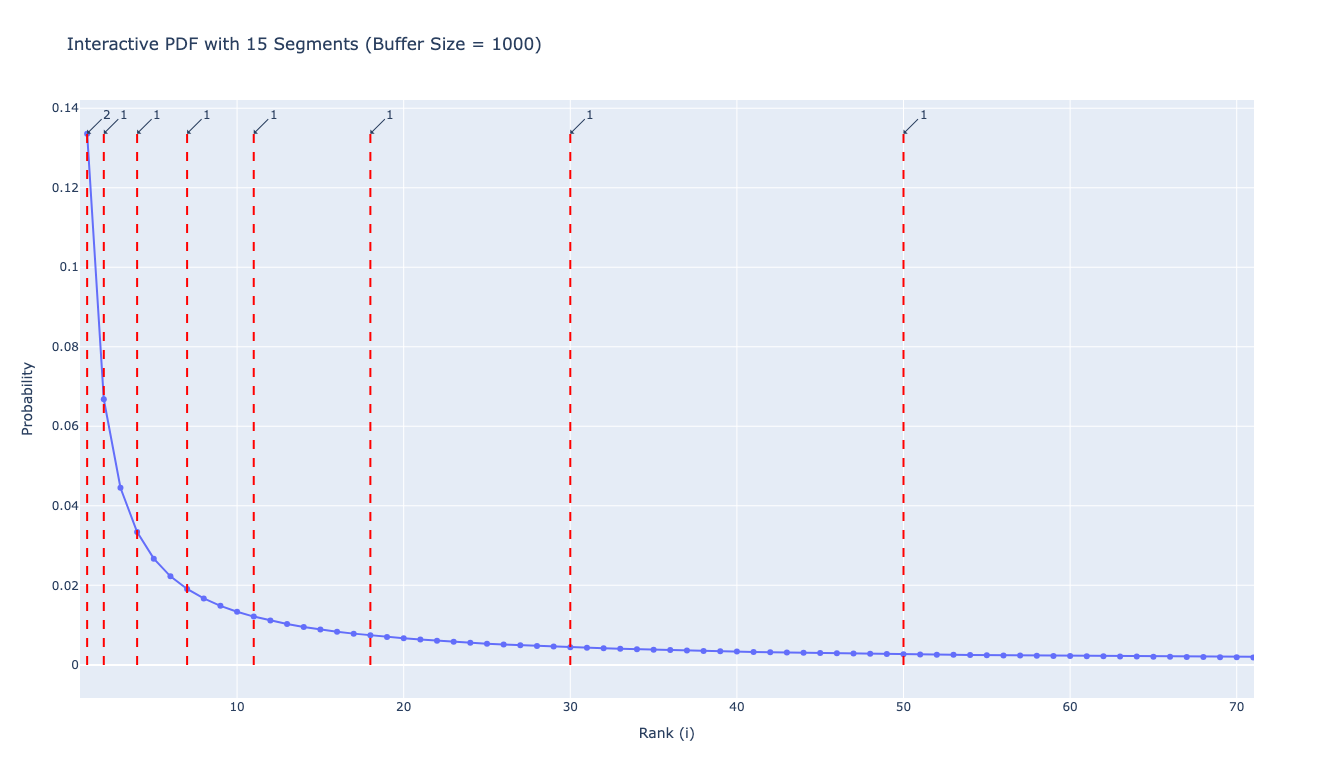 Interactive PDF with 15 Segments (Buffer Size = 1000)
2 1 1 1 1 1 1 1
0.14
0.12
0.1
0.08
0.06
0.04
0.02
0
Probability
10 20 30 40 50 60 70
Rank (i)